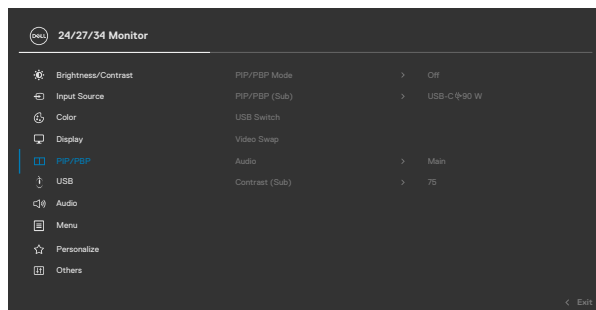 DELL 24/27/34 Monitor
Brightness/Contrast PIP/PBP Mode > Off
Input Source PIP/PBP (Sub) > USB-C 90 W
Color USB Switch
Display Video Swap
PIP/PBP Audio > Main
USB Contrast (Sub) > 75
Audio
Menu
Personalize
Others
< Exit